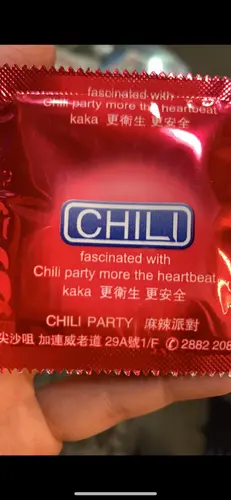 fascinated with
Chili party more the heartbeat
kaka 更衛生 更安全
CHILI
fascinated with
Chili party more the heartbeat
kaka 更衛生 更安全
CHILI PARTY 麻辣派對
尖沙咀 加連威老道 29A號1/F ✆ 2882 208